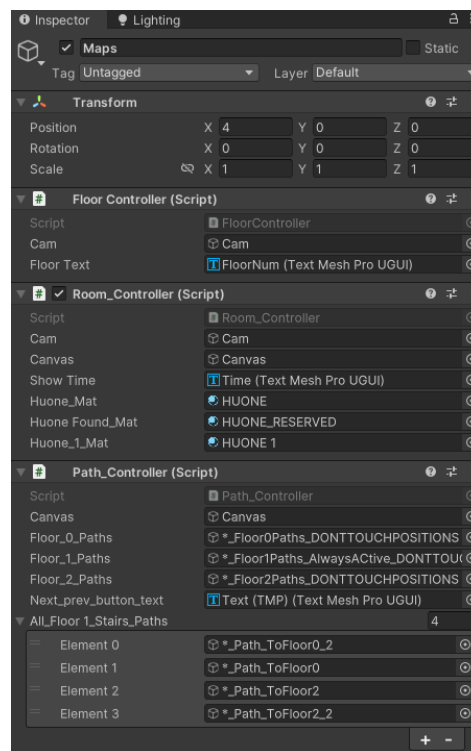 Inspector Lighting
Maps Static
Tag Untagged Layer Default
Transform
Position X 4 Y 0 Z 0
Rotation X 0 Y 0 Z 0
Scale X 1 Y 1 Z 1
# Floor Controller (Script)
Script FloorController
Cam Cam
Floor Text FloorNum (Text Mesh Pro UGUI)
# Room_Controller (Script)
Script Room_Controller
Cam Cam
Canvas Canvas
Show Time Time (Text Mesh Pro UGUI)
Huone_Mat HUONE
Huone Found_Mat HUONE_RESERVED
Huone_1_Mat HUONE 1
# Path_Controller (Script)
Script Path_Controller
Canvas Canvas
Floor_0_Paths *_Floor0Paths_DONTTOUCHPOSITIONS
Floor_1_Paths *_Floor1Paths_AlwaysACtive_DONTTOU
Floor_2_Paths *_Floor2Paths_DONTTOUCHPOSITIONS
Next_prev_button_text Text (TMP) (Text Mesh Pro UGUI)
All_Floor 1_Stairs_Paths 4
Element 0 *_Path_ToFloor0_2
Element 1 *_Path_ToFloor0
Element 2 *_Path_ToFloor2
Element 3 *_Path_ToFloor2_2
+ -